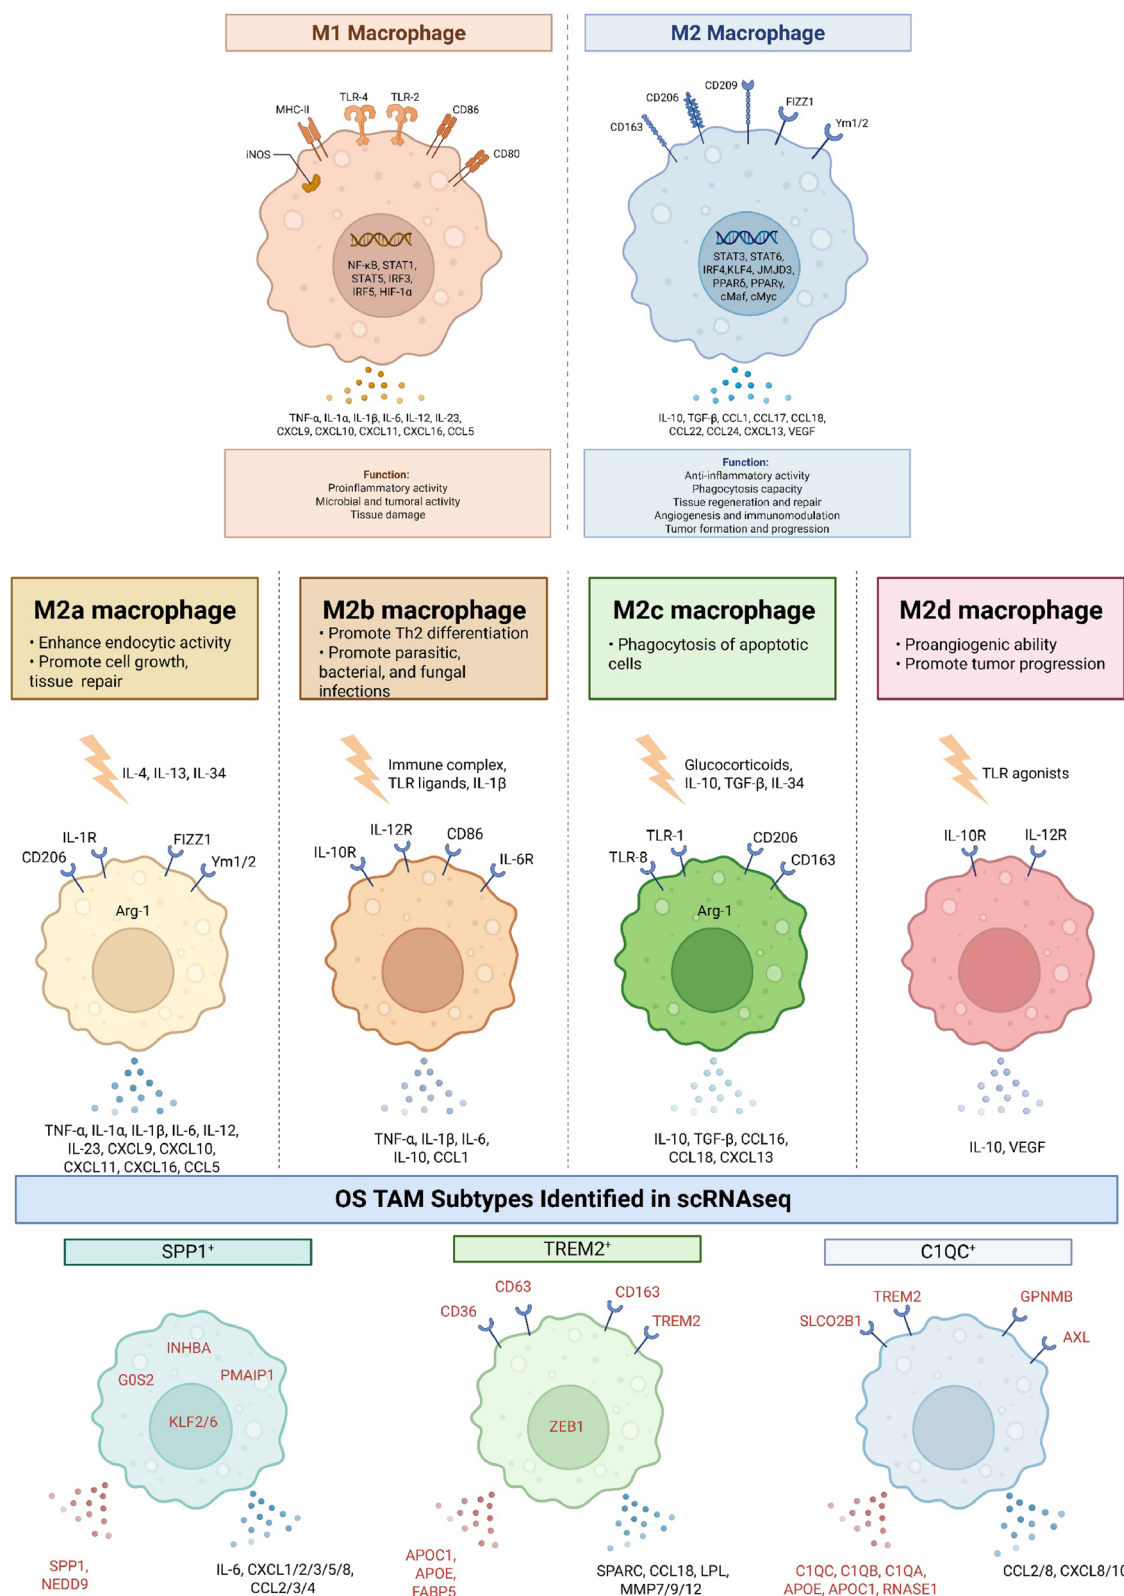 M1 Macrophage
M2 Macrophage
MHC-II
TLR-4
TLR-2
CD86
CD80
iNOS
NF-κB, STAT1,
STAT5, IRF3,
IRF5, HIF-1α
TNF-α, IL-1α, IL-1β, IL-6, IL-12, IL-23,
CXCL9, CXCL10, CXCL11, CXCL16, CCL5
Function:
Proinflammatory activity
Microbial and tumoral activity
Tissue damage
CD163
CD206
CD209
FIZZ1
Ym1/2
STAT3, STAT6,
IRF4,KLF4, JMJD3,
PPARδ, PPARγ,
cMaf, cMyc
IL-10, TGF-β, CCL1, CCL17, CCL18,
CCL22, CCL24, CXCL13, VEGF
Function:
Anti-inflammatory activity
Phagocytosis capacity
Tissue regeneration and repair
Angiogenesis and immunomodulation
Tumor formation and progression
M2a macrophage
• Enhance endocytic activity
• Promote cell growth,
tissue repair
IL-4, IL-13, IL-34
CD206
IL-1R
FIZZ1
Ym1/2
Arg-1
TNF-α, IL-1α, IL-1β, IL-6, IL-12,
IL-23, CXCL9, CXCL10,
CXCL11, CXCL16, CCL5
M2b macrophage
• Promote Th2 differentiation
• Promote parasitic,
bacterial, and fungal
infections
Immune complex,
TLR ligands, IL-1β
IL-10R
IL-12R
CD86
IL-6R
TNF-α, IL-1β, IL-6,
IL-10, CCL1
M2c macrophage
• Phagocytosis of apoptotic
cells
Glucocorticoids,
IL-10, TGF-β, IL-34
TLR-8
TLR-1
CD206
CD163
Arg-1
IL-10, TGF-β, CCL16,
CCL18, CXCL13
M2d macrophage
• Proangiogenic ability
• Promote tumor progression
TLR agonists
IL-10R
IL-12R
IL-10, VEGF
OS TAM Subtypes Identified in scRNAseq
SPP1⁺
INHBA
G0S2
PMAIP1
KLF2/6
SPP1,
NEDD9
IL-6, CXCL1/2/3/5/8,
CCL2/3/4
TREM2⁺
CD36
CD63
CD163
TREM2
ZEB1
APOC1,
APOE,
FABP5
SPARC, CCL18, LPL,
MMP7/9/12
C1QC⁺
SLCO2B1
TREM2
GPNMB
AXL
C1QC, C1QB, C1QA,
APOE, APOC1, RNASE1
CCL2/8, CXCL8/10